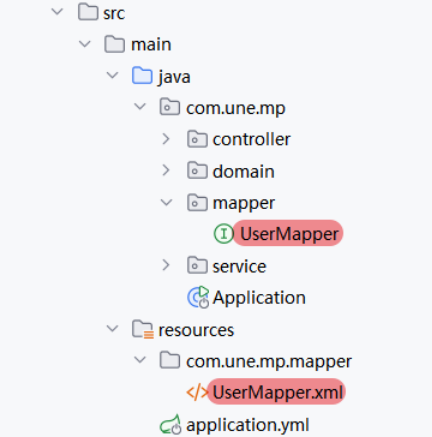 src
main
java
com.une.mp
controller
domain
mapper
UserMapper
service
Application
resources
com.une.mp.mapper
UserMapper.xml
application.yml